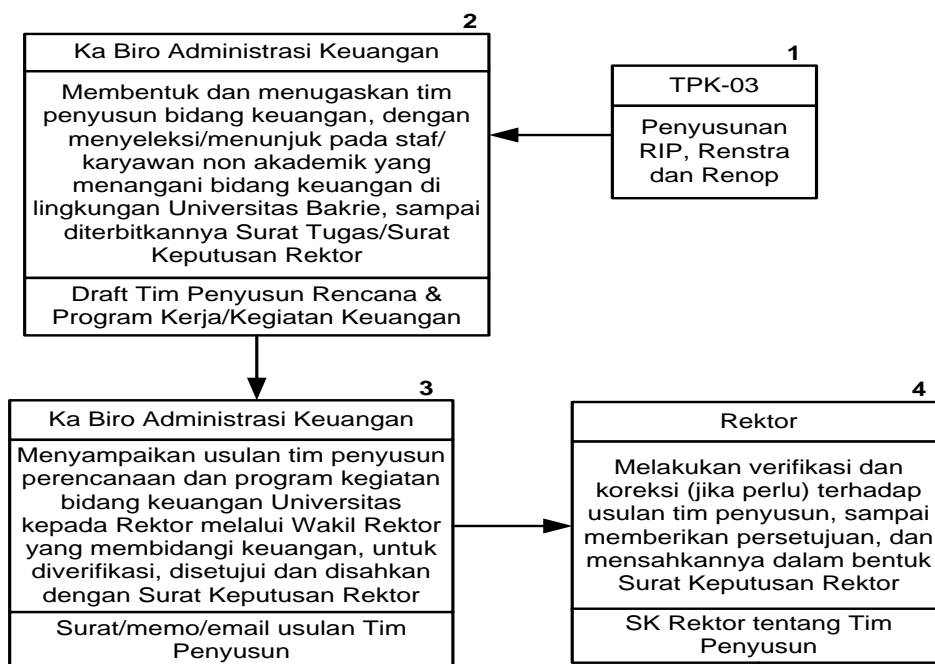 1
TPK-03
Penyusunan
RIP, Renstra
dan Renop
2
Ka Biro Administrasi Keuangan
Membentuk dan menugaskan tim
penyusun bidang keuangan, dengan
menyeleksi/menunjuk pada staf/
karyawan non akademik yang
menangani bidang keuangan di
lingkungan Universitas Bakrie, sampai
diterbitkannya Surat Tugas/Surat
Keputusan Rektor
Draft Tim Penyusun Rencana &
Program Kerja/Kegiatan Keuangan
3
Ka Biro Administrasi Keuangan
Menyampaikan usulan tim penyusun
perencanaan dan program kegiatan
bidang keuangan Universitas
kepada Rektor melalui Wakil Rektor
yang membidangi keuangan, untuk
diverifikasi, disetujui dan disahkan
dengan Surat Keputusan Rektor
Surat/memo/email usulan Tim
Penyusun
4
Rektor
Melakukan verifikasi dan
koreksi (jika perlu) terhadap
usulan tim penyusun, sampai
memberikan persetujuan, dan
mensahkannya dalam bentuk
Surat Keputusan Rektor
SK Rektor tentang Tim
Penyusun